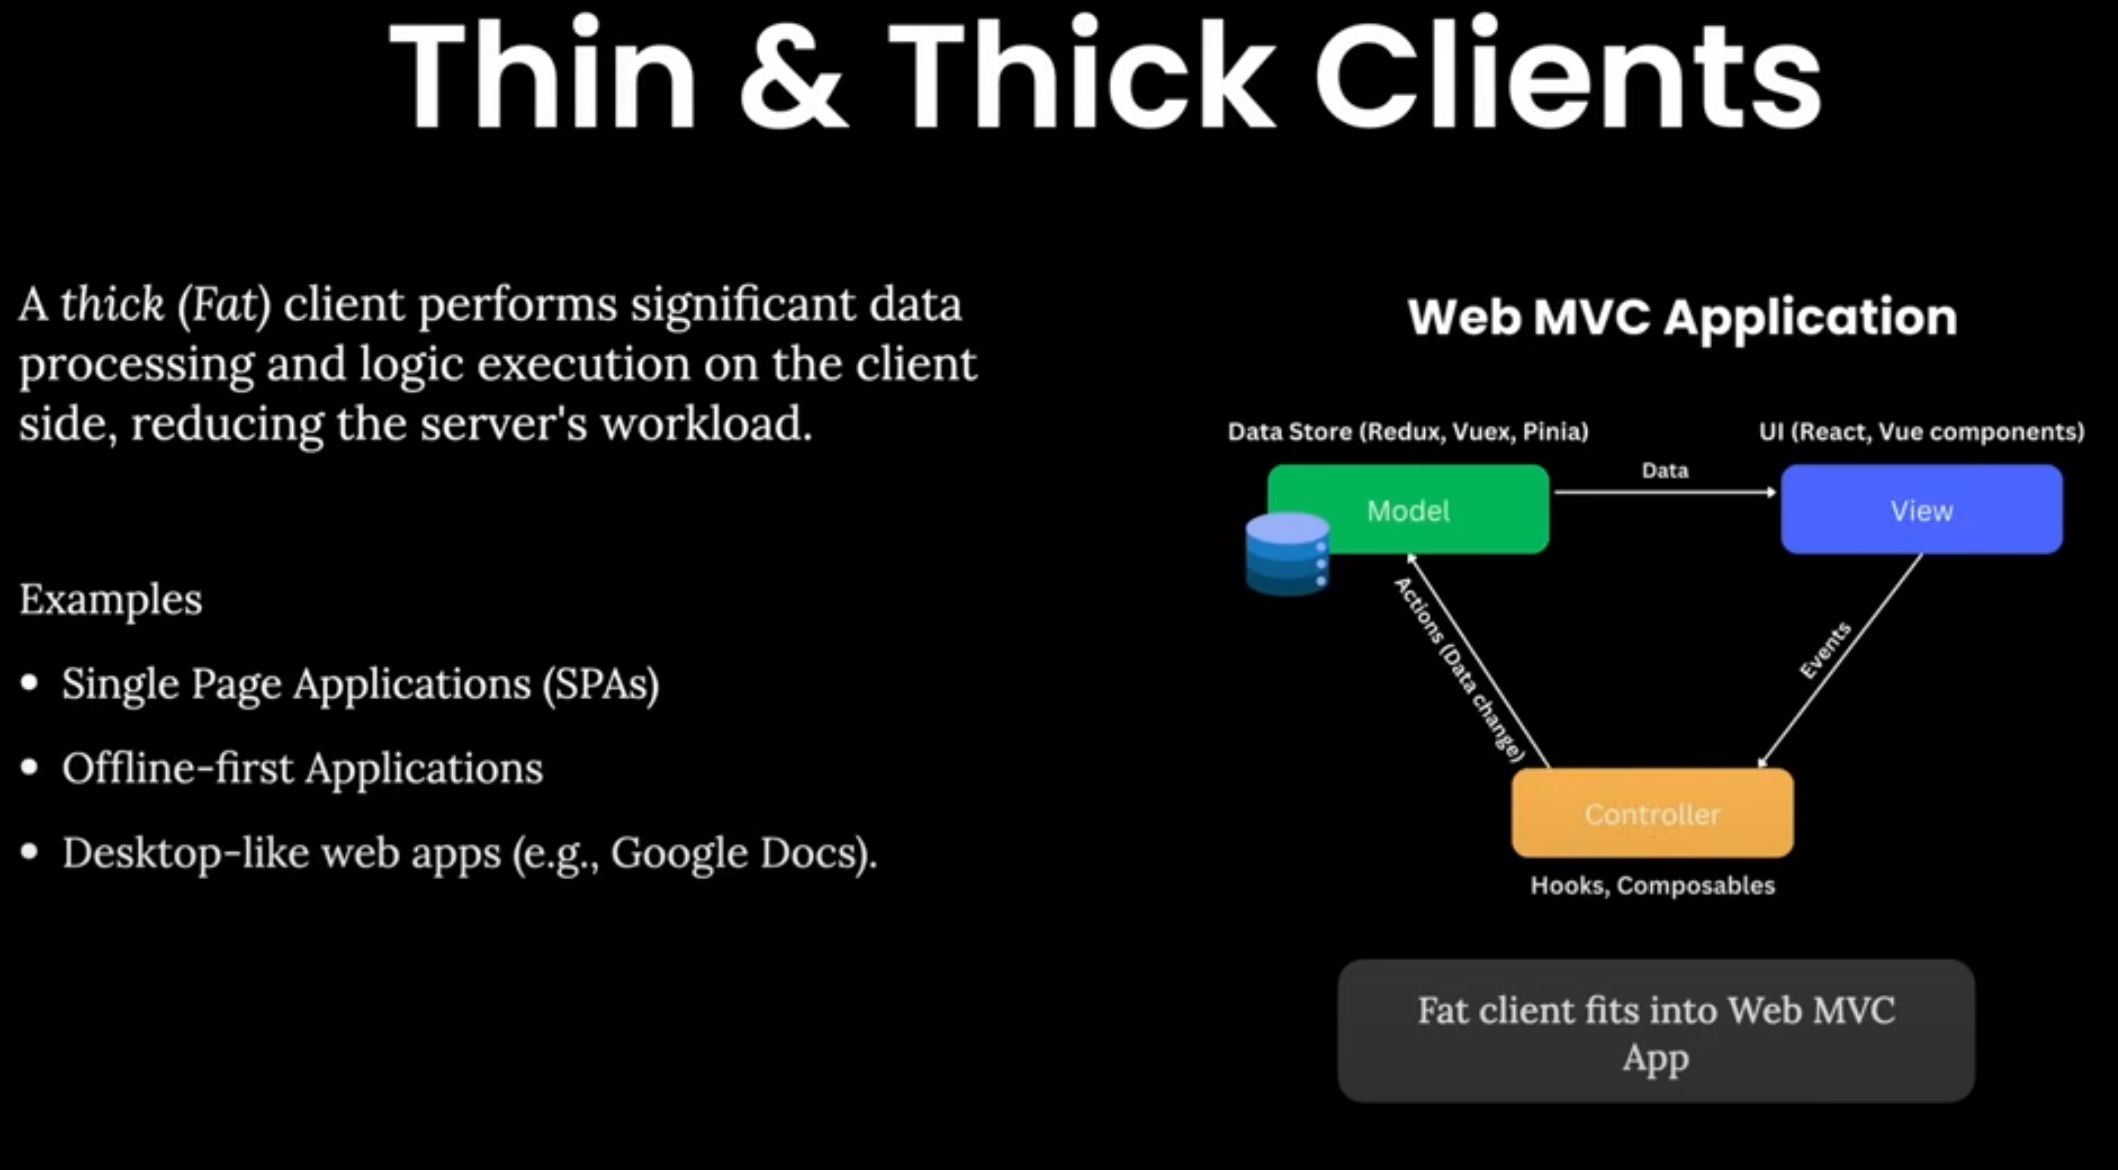 Thin & Thick Clients
A thick (Fat) client performs significant data
processing and logic execution on the client
side, reducing the server's workload.
Examples
• Single Page Applications (SPAs)
• Offline-first Applications
• Desktop-like web apps (e.g., Google Docs).
Web MVC Application
Data Store (Redux, Vuex, Pinia)
UI (React, Vue components)
Model
Data
View
Actions (Data change)
Events
Controller
Hooks, Composables
Fat client fits into Web MVC
App